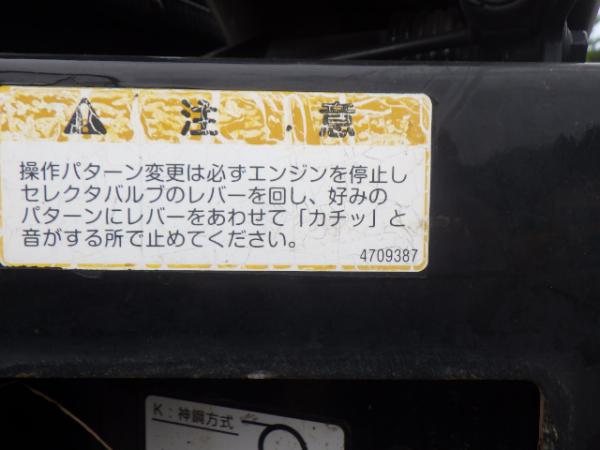 注意
操作パターン変更は必ずエンジンを停止し
セレクタバルブのレバーを回し、好みの
パターンにレバーをあわせて「カチッ」と
音がする所で止めてください。
4709387
K:神鋼方式